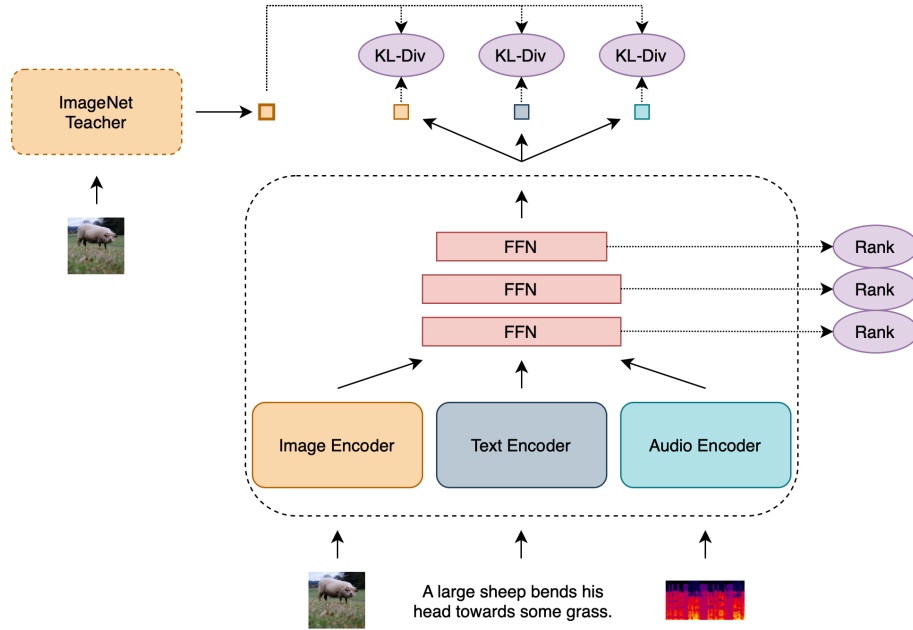 KL-Div
KL-Div
KL-Div
ImageNet
Teacher
FFN
Rank
FFN
Rank
FFN
Rank
Image Encoder
Text Encoder
Audio Encoder
A large sheep bends his
head towards some grass.